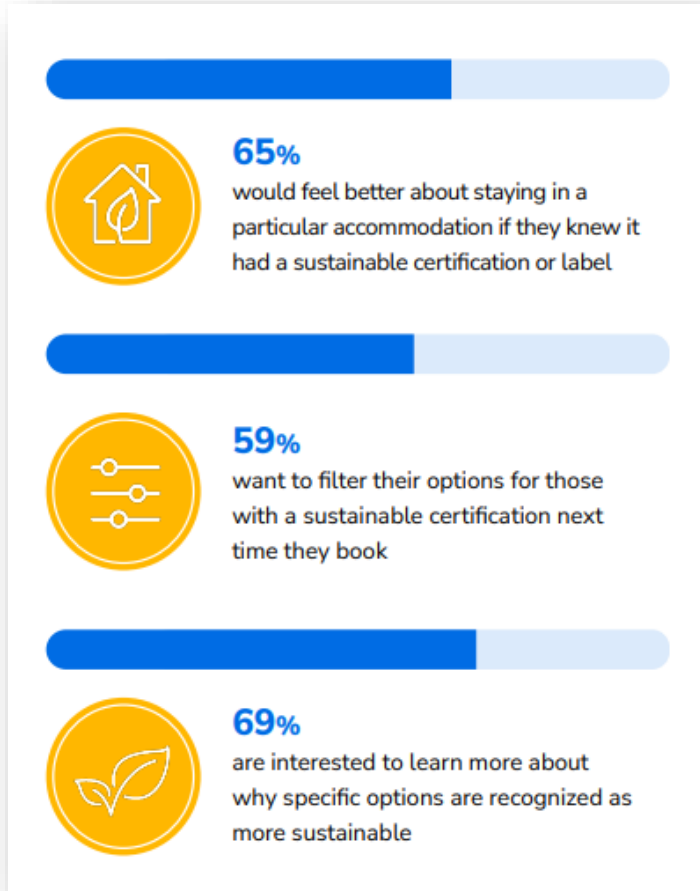 65%
would feel better about staying in a
particular accommodation if they knew it
had a sustainable certification or label
59%
want to filter their options for those
with a sustainable certification next
time they book
69%
are interested to learn more about
why specific options are recognized as
more sustainable